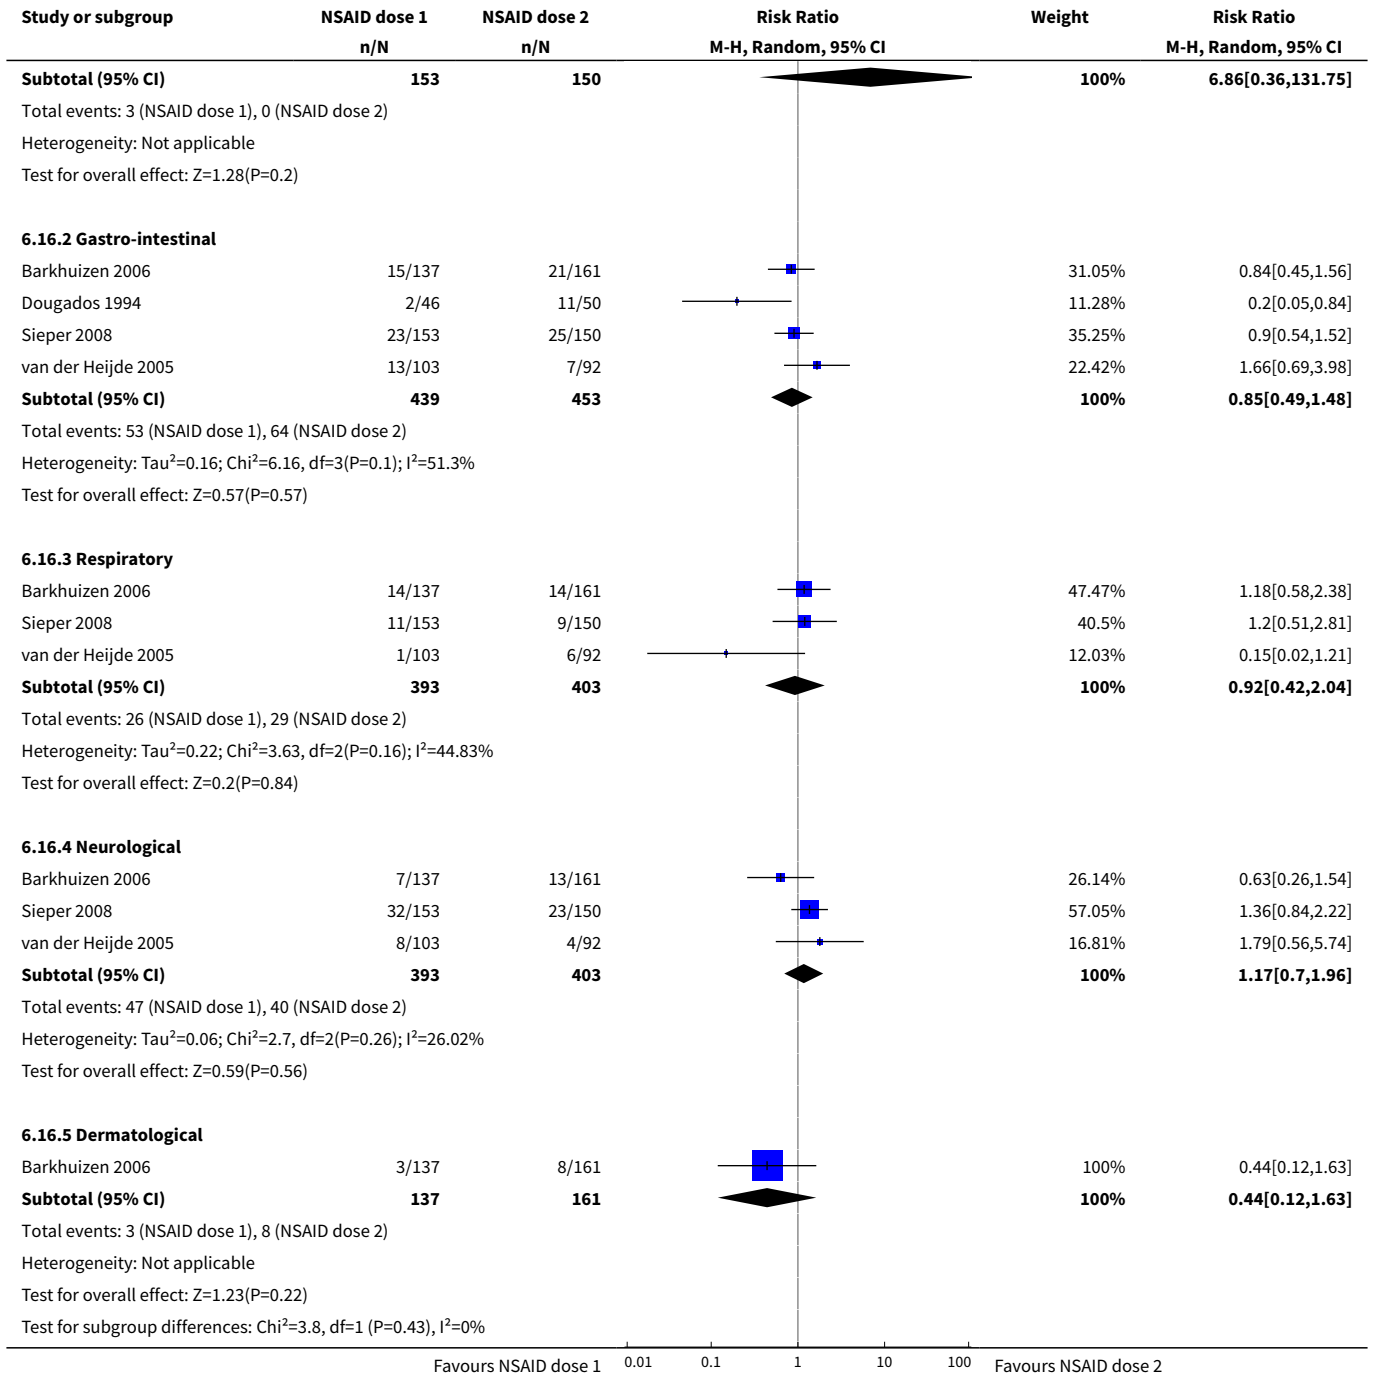 Study or subgroup NSAID dose 1 NSAID dose 2 Risk Ratio Weight Risk Ratio
n/N n/N M-H, Random, 95% CI M-H, Random, 95% CI
Subtotal (95% CI) 153 150 100% 6.86[0.36,131.75]
Total events: 3 (NSAID dose 1), 0 (NSAID dose 2)
Heterogeneity: Not applicable
Test for overall effect: Z=1.28(P=0.2)
6.16.2 Gastro-intestinal
Barkhuizen 2006 15/137 21/161 31.05% 0.84[0.45,1.56]
Dougados 1994 2/46 11/50 11.28% 0.2[0.05,0.84]
Sieper 2008 23/153 25/150 35.25% 0.9[0.54,1.52]
van der Heijde 2005 13/103 7/92 22.42% 1.66[0.69,3.98]
Subtotal (95% CI) 439 453 100% 0.85[0.49,1.48]
Total events: 53 (NSAID dose 1), 64 (NSAID dose 2)
Heterogeneity: Tau²=0.16; Chi²=6.16, df=3(P=0.1); I²=51.3%
Test for overall effect: Z=0.57(P=0.57)
6.16.3 Respiratory
Barkhuizen 2006 14/137 14/161 47.47% 1.18[0.58,2.38]
Sieper 2008 11/153 9/150 40.5% 1.2[0.51,2.81]
van der Heijde 2005 1/103 6/92 12.03% 0.15[0.02,1.21]
Subtotal (95% CI) 393 403 100% 0.92[0.42,2.04]
Total events: 26 (NSAID dose 1), 29 (NSAID dose 2)
Heterogeneity: Tau²=0.22; Chi²=3.63, df=2(P=0.16); I²=44.83%
Test for overall effect: Z=0.2(P=0.84)
6.16.4 Neurological
Barkhuizen 2006 7/137 13/161 26.14% 0.63[0.26,1.54]
Sieper 2008 32/153 23/150 57.05% 1.36[0.84,2.22]
van der Heijde 2005 8/103 4/92 16.81% 1.79[0.56,5.74]
Subtotal (95% CI) 393 403 100% 1.17[0.7,1.96]
Total events: 47 (NSAID dose 1), 40 (NSAID dose 2)
Heterogeneity: Tau²=0.06; Chi²=2.7, df=2(P=0.26); I²=26.02%
Test for overall effect: Z=0.59(P=0.56)
6.16.5 Dermatological
Barkhuizen 2006 3/137 8/161 100% 0.44[0.12,1.63]
Subtotal (95% CI) 137 161 100% 0.44[0.12,1.63]
Total events: 3 (NSAID dose 1), 8 (NSAID dose 2)
Heterogeneity: Not applicable
Test for overall effect: Z=1.23(P=0.22)
Test for subgroup differences: Chi²=3.8, df=1 (P=0.43), I²=0%
Favours NSAID dose 1 0.01 0.1 1 10 100 Favours NSAID dose 2